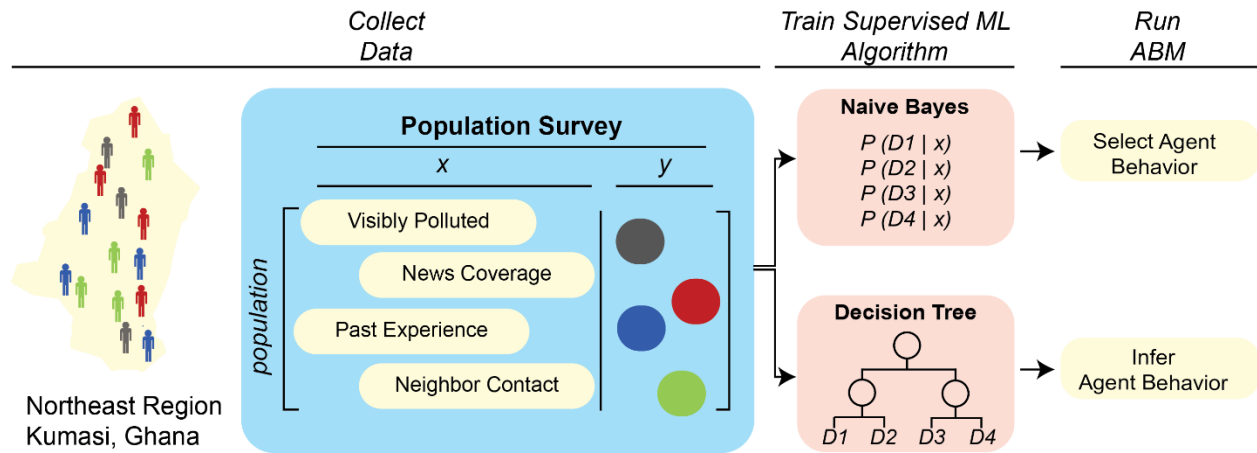 Collect
Data
Train Supervised ML
Algorithm
Run
ABM
Northeast Region
Kumasi, Ghana
Population Survey
x
y
population
Visibly Polluted
News Coverage
Past Experience
Neighbor Contact
Naive Bayes
P (D1 | x)
P (D2 | x)
P (D3 | x)
P (D4 | x)
Decision Tree
D1 D2 D3 D4
Select Agent
Behavior
Infer
Agent Behavior